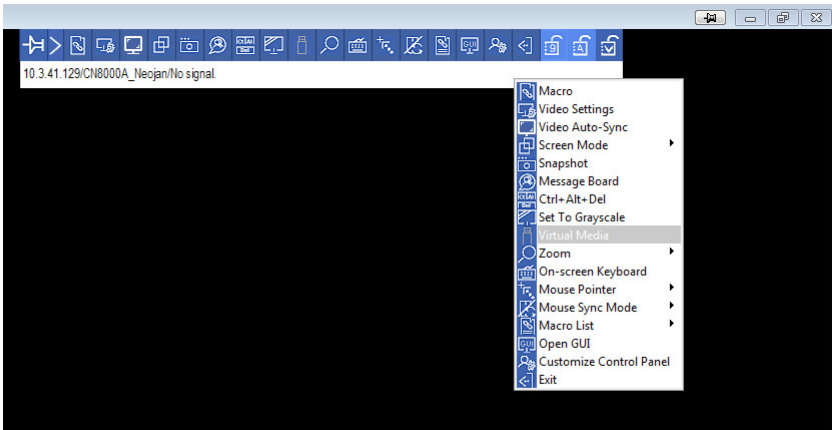 10.3.41.129/CN8000A_Neojan/No signal.
Macro
Video Settings
Video Auto-Sync
Screen Mode
Snapshot
Message Board
Ctrl+Alt+Del
Set To Grayscale
Virtual Media
Zoom
On-screen Keyboard
Mouse Pointer
Mouse Sync Mode
Macro List
Open GUI
Customize Control Panel
Exit